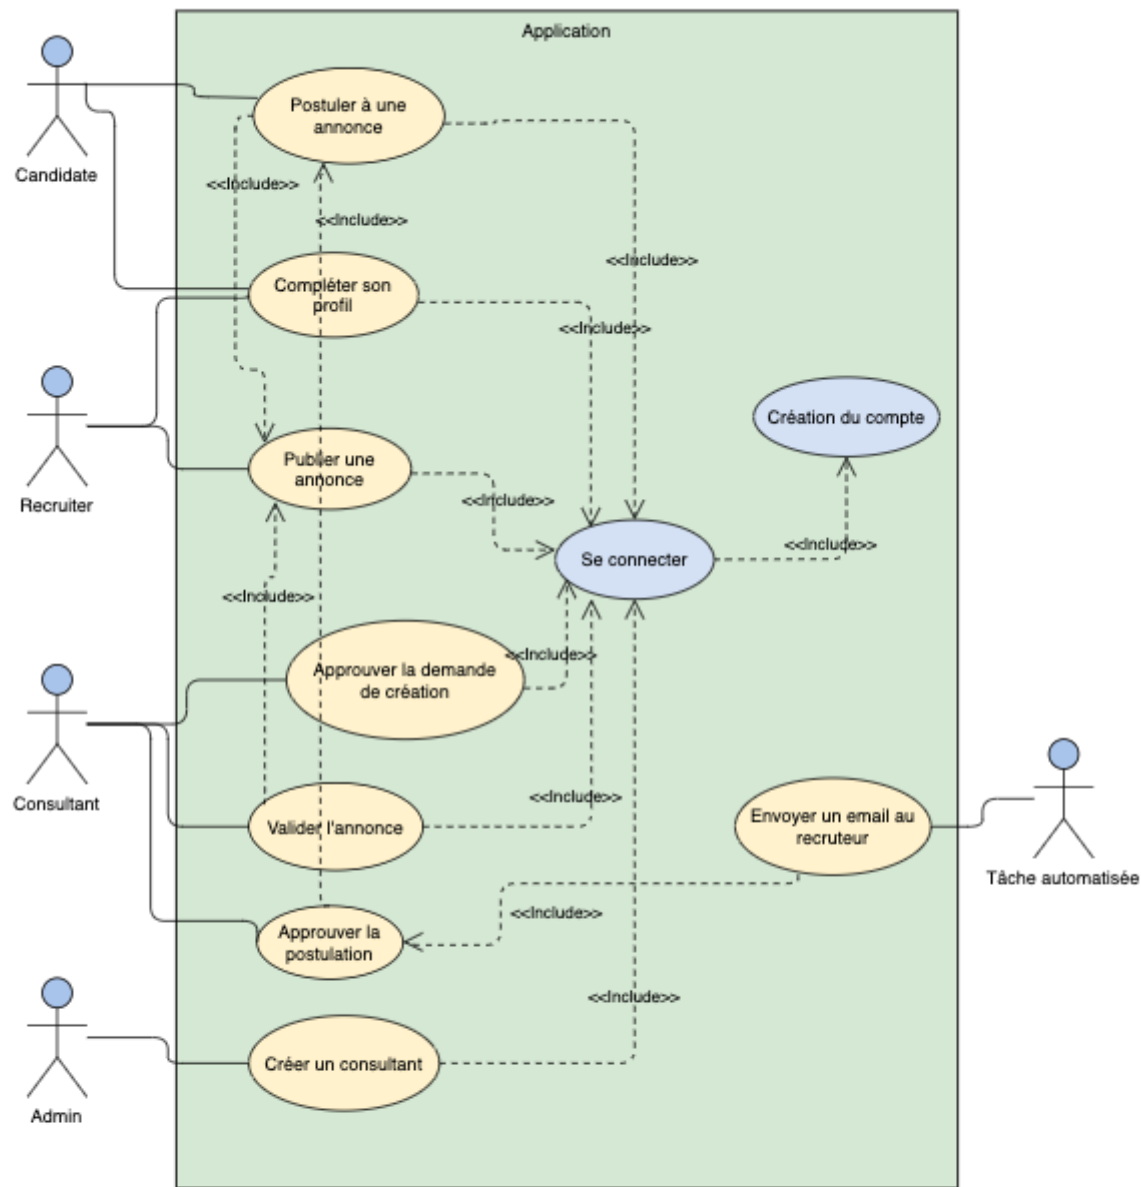 Application
Postuler à une
annonce
Candidate
<<Include>>
<<Include>>
<<Include>>
Compléter son
profil
<<Include>>
Création du compte
Publier une
annonce
Recruiter
<<Include>>
<<Include>>
Se connecter
<<Include>>
<<Include>>
Approuver la demande
de création
Consultant
<<Include>>
Valider l'annonce
Envoyer un email au
recruteur
Tâche automatisée
<<Include>>
Approuver la
postulation
<<Include>>
Créer un consultant
Admin